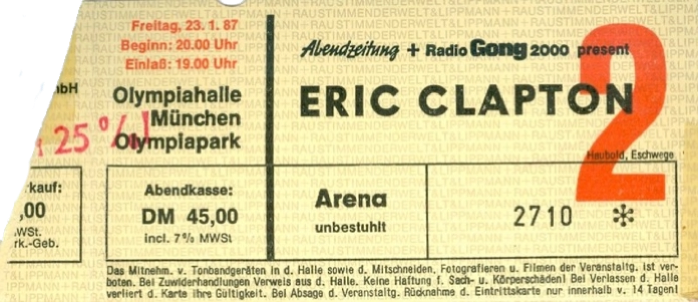 Freitag, 23. 1. 87
Beginn: 20.00 Uhr
Einlaß: 19.00 Uhr
Olympiahalle
München
Olympiapark
25%
kauf:
,00
WSt.
rk.-Geb.
Abendkasse:
DM 45,00
incl. 7% MWSt
Abendzeitung + Radio Gong 2000 present
ERIC CLAPTON
2
Haubold, Eschwege
Arena
unbestuhlt
2710 *
Das Mitnehm. v. Tonbandgeräten in d. Halle sowie d. Mitschneiden, Fotografieren u. Filmen der Veranstaltg. ist ver-
boten. Bei Zuwiderhandlungen Verweis aus d. Halle. Keine Haftung f. Sach- u. Körperschäden! Bei Verlassen d. Halle
verliert d. Karte ihre Gültigkeit. Bei Absage d. Veranstaltg. Rücknahme d. Eintrittskarte nur innerhalb v. 14 Tagen!